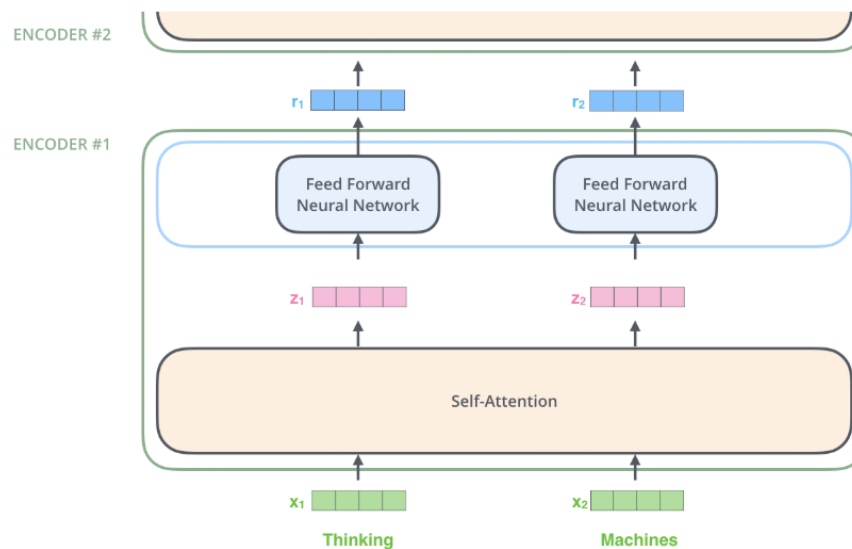 ENCODER #2
r₁
r₂
ENCODER #1
Feed Forward
Neural Network
Feed Forward
Neural Network
z₁
z₂
Self-Attention
x₁
x₂
Thinking
Machines